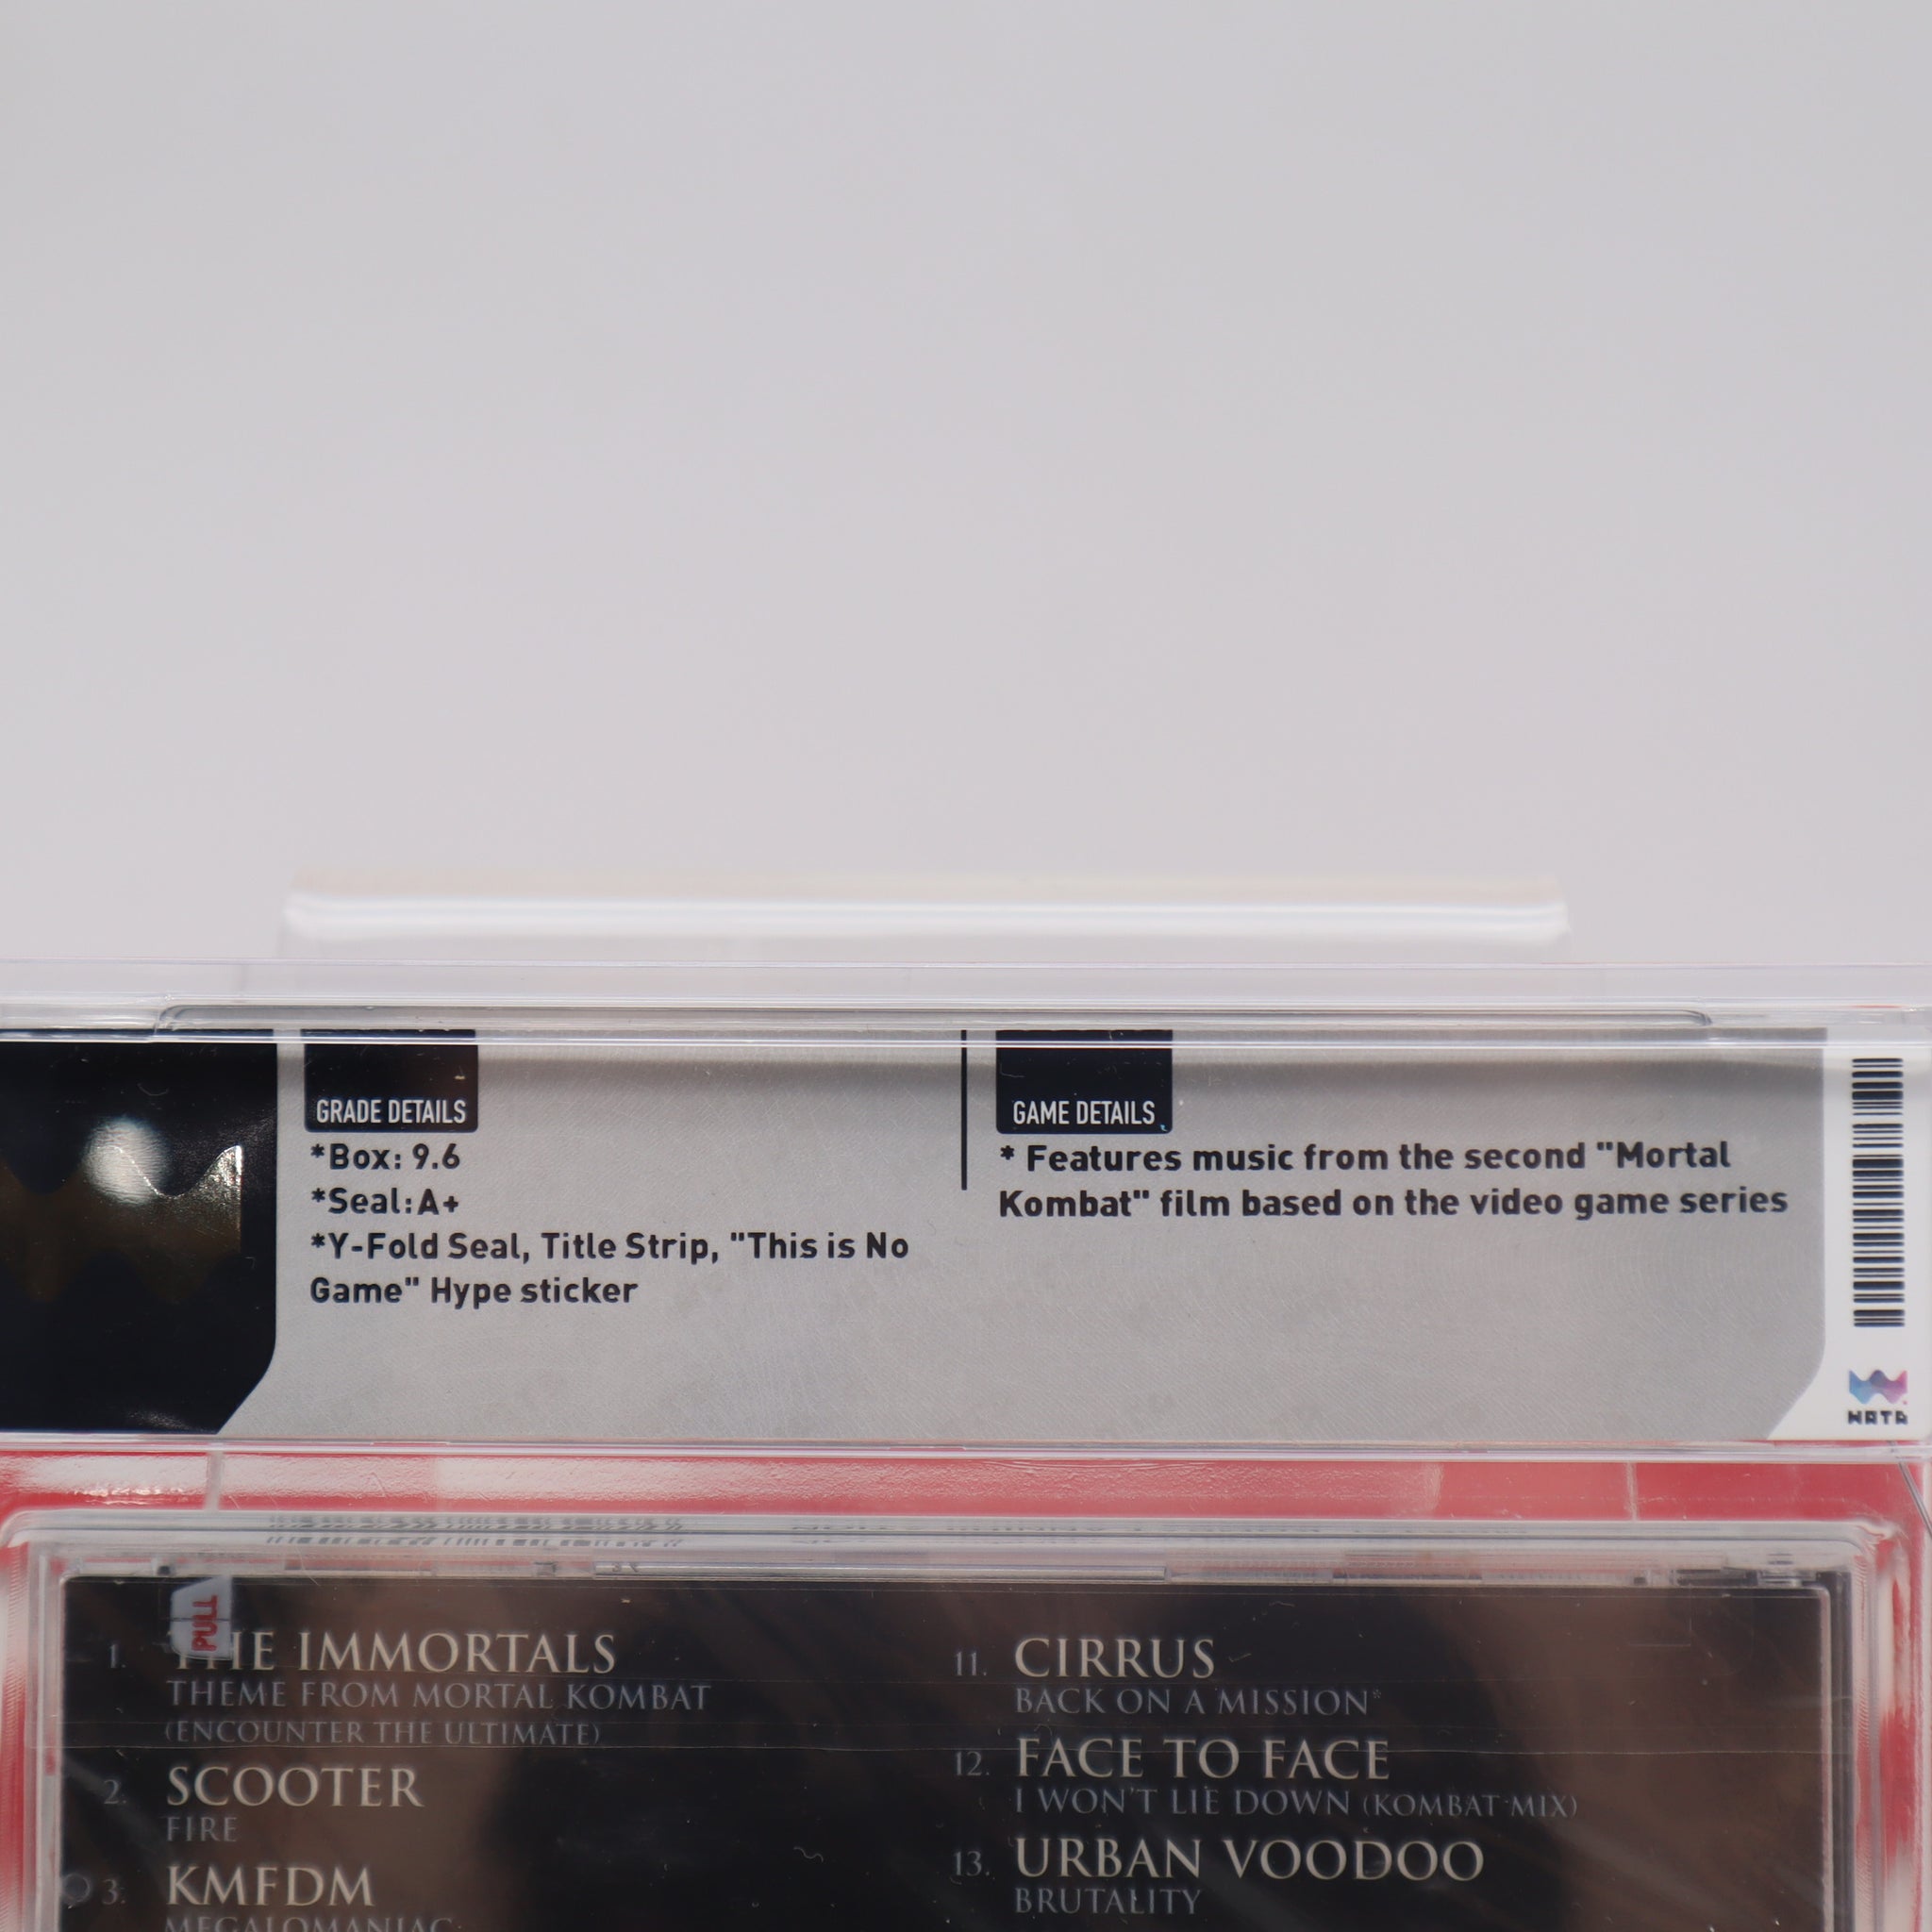 GRADE DETAILS
*Box: 9.6
*Seal: A+
*Y-Fold Seal, Title Strip, "This is No
Game" Hype sticker
GAME DETAILS
* Features music from the second "Mortal
Kombat" film based on the video game series
WATA
PULL
1. THE IMMORTALS
THEME FROM MORTAL KOMBAT
(ENCOUNTER THE ULTIMATE)
2. SCOOTER
FIRE
3. KMFDM
MEGALOMANIAC
11. CIRRUS
BACK ON A MISSION*
12. FACE TO FACE
I WON'T LIE DOWN (KOMBAT MIX)
13. URBAN VOODOO
BRUTALITY